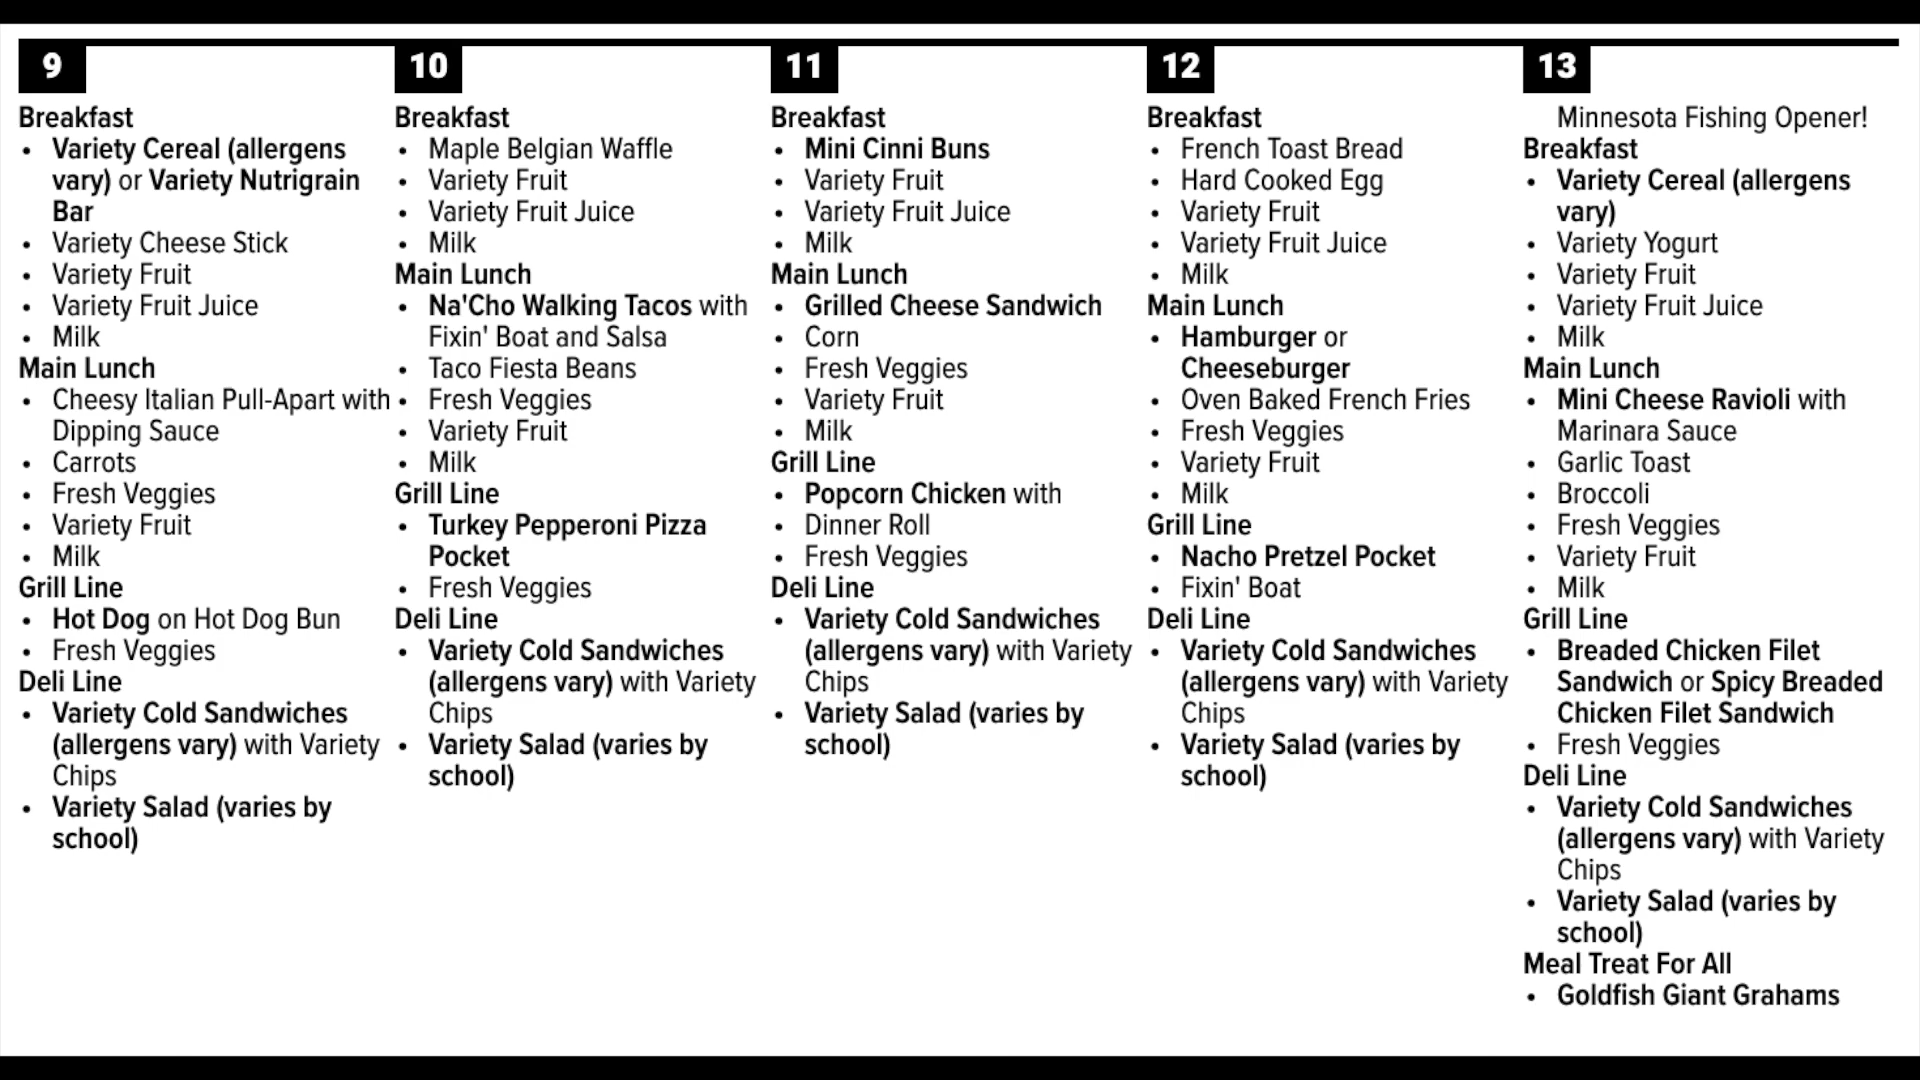 9
Breakfast
• Variety Cereal (allergens
vary) or Variety Nutrigrain
Bar
• Variety Cheese Stick
• Variety Fruit
• Variety Fruit Juice
• Milk
Main Lunch
• Cheesy Italian Pull-Apart with
Dipping Sauce
• Carrots
• Fresh Veggies
• Variety Fruit
• Milk
Grill Line
• Hot Dog on Hot Dog Bun
• Fresh Veggies
Deli Line
• Variety Cold Sandwiches
(allergens vary) with Variety
Chips
• Variety Salad (varies by
school)
10
Breakfast
• Maple Belgian Waffle
• Variety Fruit
• Variety Fruit Juice
• Milk
Main Lunch
• Na'Cho Walking Tacos with
Fixin' Boat and Salsa
• Taco Fiesta Beans
• Fresh Veggies
• Variety Fruit
• Milk
Grill Line
• Turkey Pepperoni Pizza
Pocket
• Fresh Veggies
Deli Line
• Variety Cold Sandwiches
(allergens vary) with Variety
Chips
• Variety Salad (varies by
school)
11
Breakfast
• Mini Cinni Buns
• Variety Fruit
• Variety Fruit Juice
• Milk
Main Lunch
• Grilled Cheese Sandwich
• Corn
• Fresh Veggies
• Variety Fruit
• Milk
Grill Line
• Popcorn Chicken with
• Dinner Roll
• Fresh Veggies
Deli Line
• Variety Cold Sandwiches
(allergens vary) with Variety
Chips
• Variety Salad (varies by
school)
12
Breakfast
• French Toast Bread
• Hard Cooked Egg
• Variety Fruit
• Variety Fruit Juice
• Milk
Main Lunch
• Hamburger or
Cheeseburger
• Oven Baked French Fries
• Fresh Veggies
• Variety Fruit
• Milk
Grill Line
• Nacho Pretzel Pocket
• Fixin' Boat
Deli Line
• Variety Cold Sandwiches
(allergens vary) with Variety
Chips
• Variety Salad (varies by
school)
13
Minnesota Fishing Opener!
Breakfast
• Variety Cereal (allergens
vary)
• Variety Yogurt
• Variety Fruit
• Variety Fruit Juice
• Milk
Main Lunch
• Mini Cheese Ravioli with
Marinara Sauce
• Garlic Toast
• Broccoli
• Fresh Veggies
• Variety Fruit
• Milk
Grill Line
• Breaded Chicken Filet
Sandwich or Spicy Breaded
Chicken Filet Sandwich
• Fresh Veggies
Deli Line
• Variety Cold Sandwiches
(allergens vary) with Variety
Chips
• Variety Salad (varies by
school)
Meal Treat For All
• Goldfish Giant Grahams